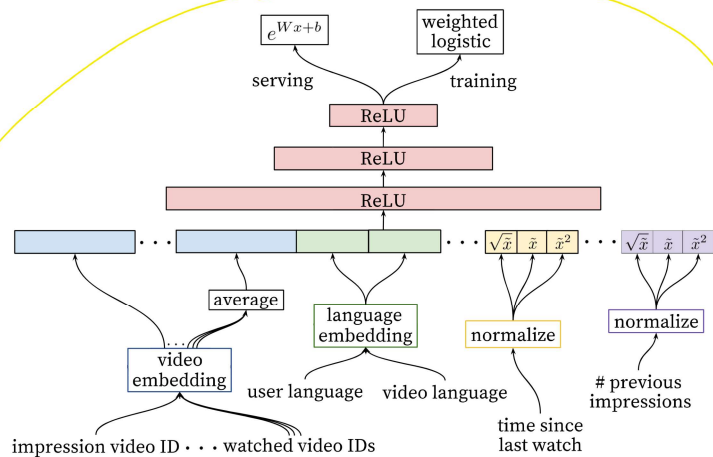 e^{Wx+b}
weighted
logistic
serving
training
ReLU
ReLU
ReLU
· · ·
√x̃ x̃ x̃²
· · ·
√x̃ x̃ x̃²
· · ·
average
language
embedding
normalize
normalize
...
video
embedding
user language
video language
# previous
impressions
time since
last watch
impression video ID · · · watched video IDs